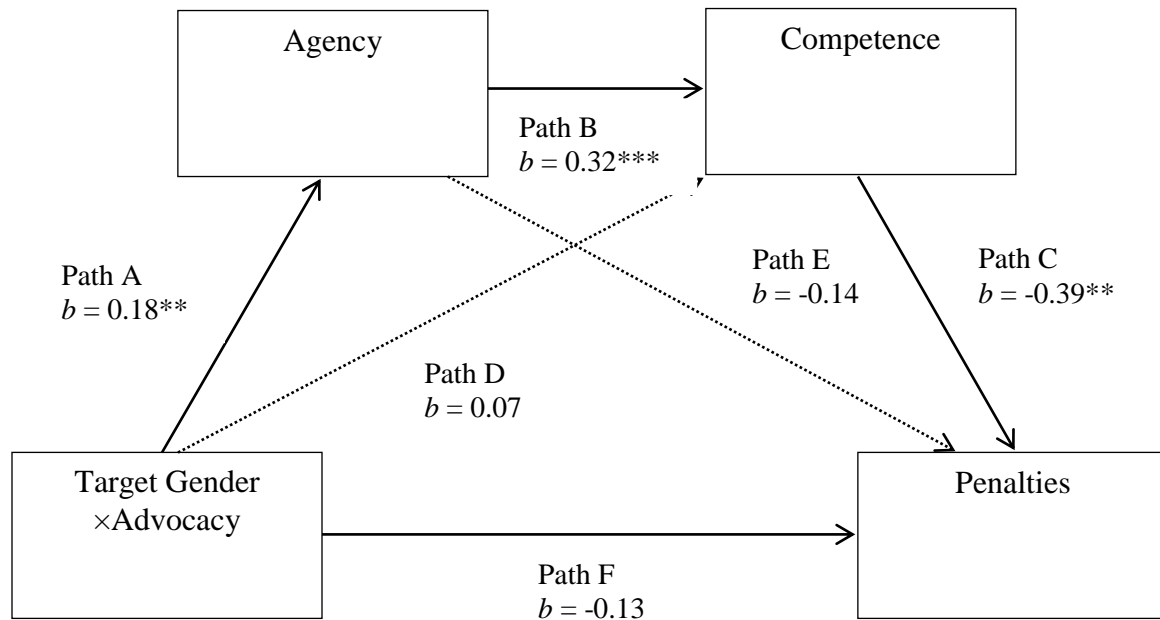 Agency
Competence
Path B
b = 0.32***
Path A
b = 0.18**
Path E
b = -0.14
Path C
b = -0.39**
Path D
b = 0.07
Target Gender
×Advocacy
Penalties
Path F
b = -0.13